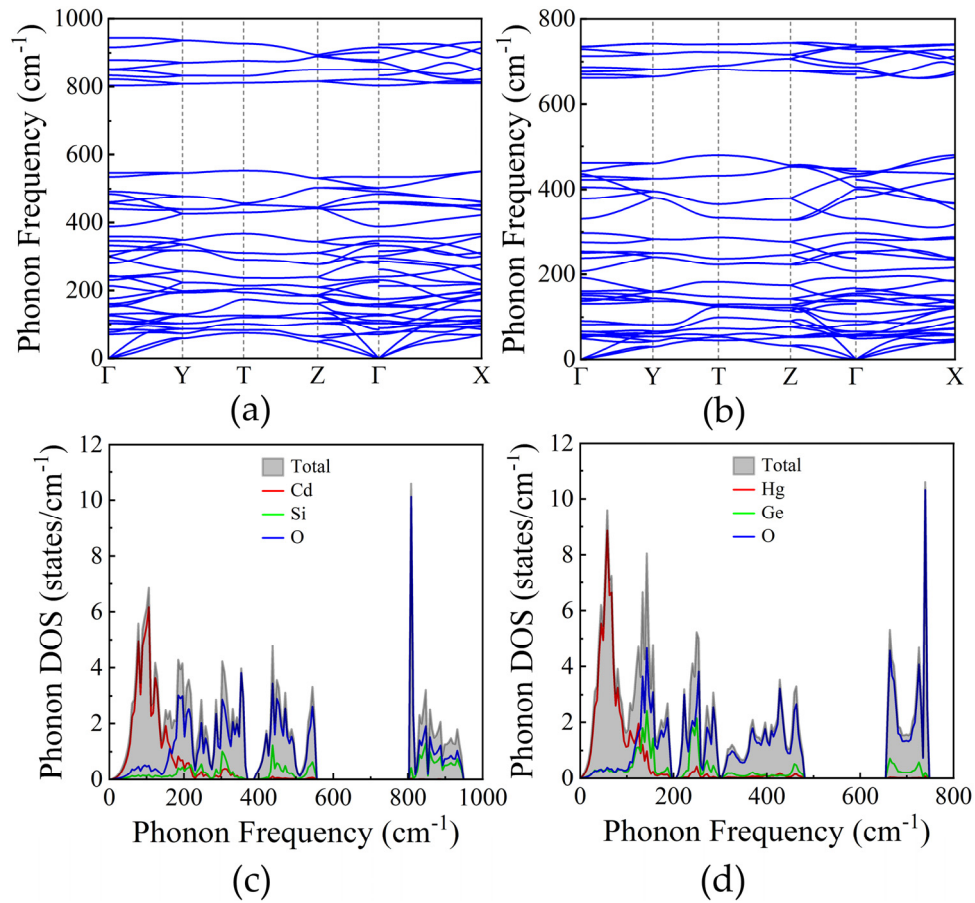 1000
800
600
400
200
0
Phonon Frequency (cm⁻¹)
Γ Y T Z Γ X
(a)
800
600
400
200
0
Phonon Frequency (cm⁻¹)
Γ Y T Z Γ X
(b)
12
10
8
6
4
2
0
Phonon DOS (states/cm⁻¹)
Total
Cd
Si
O
0 200 400 600 800 1000
Phonon Frequency (cm⁻¹)
(c)
12
10
8
6
4
2
0
Phonon DOS (states/cm⁻¹)
Total
Hg
Ge
O
0 200 400 600 800
Phonon Frequency (cm⁻¹)
(d)